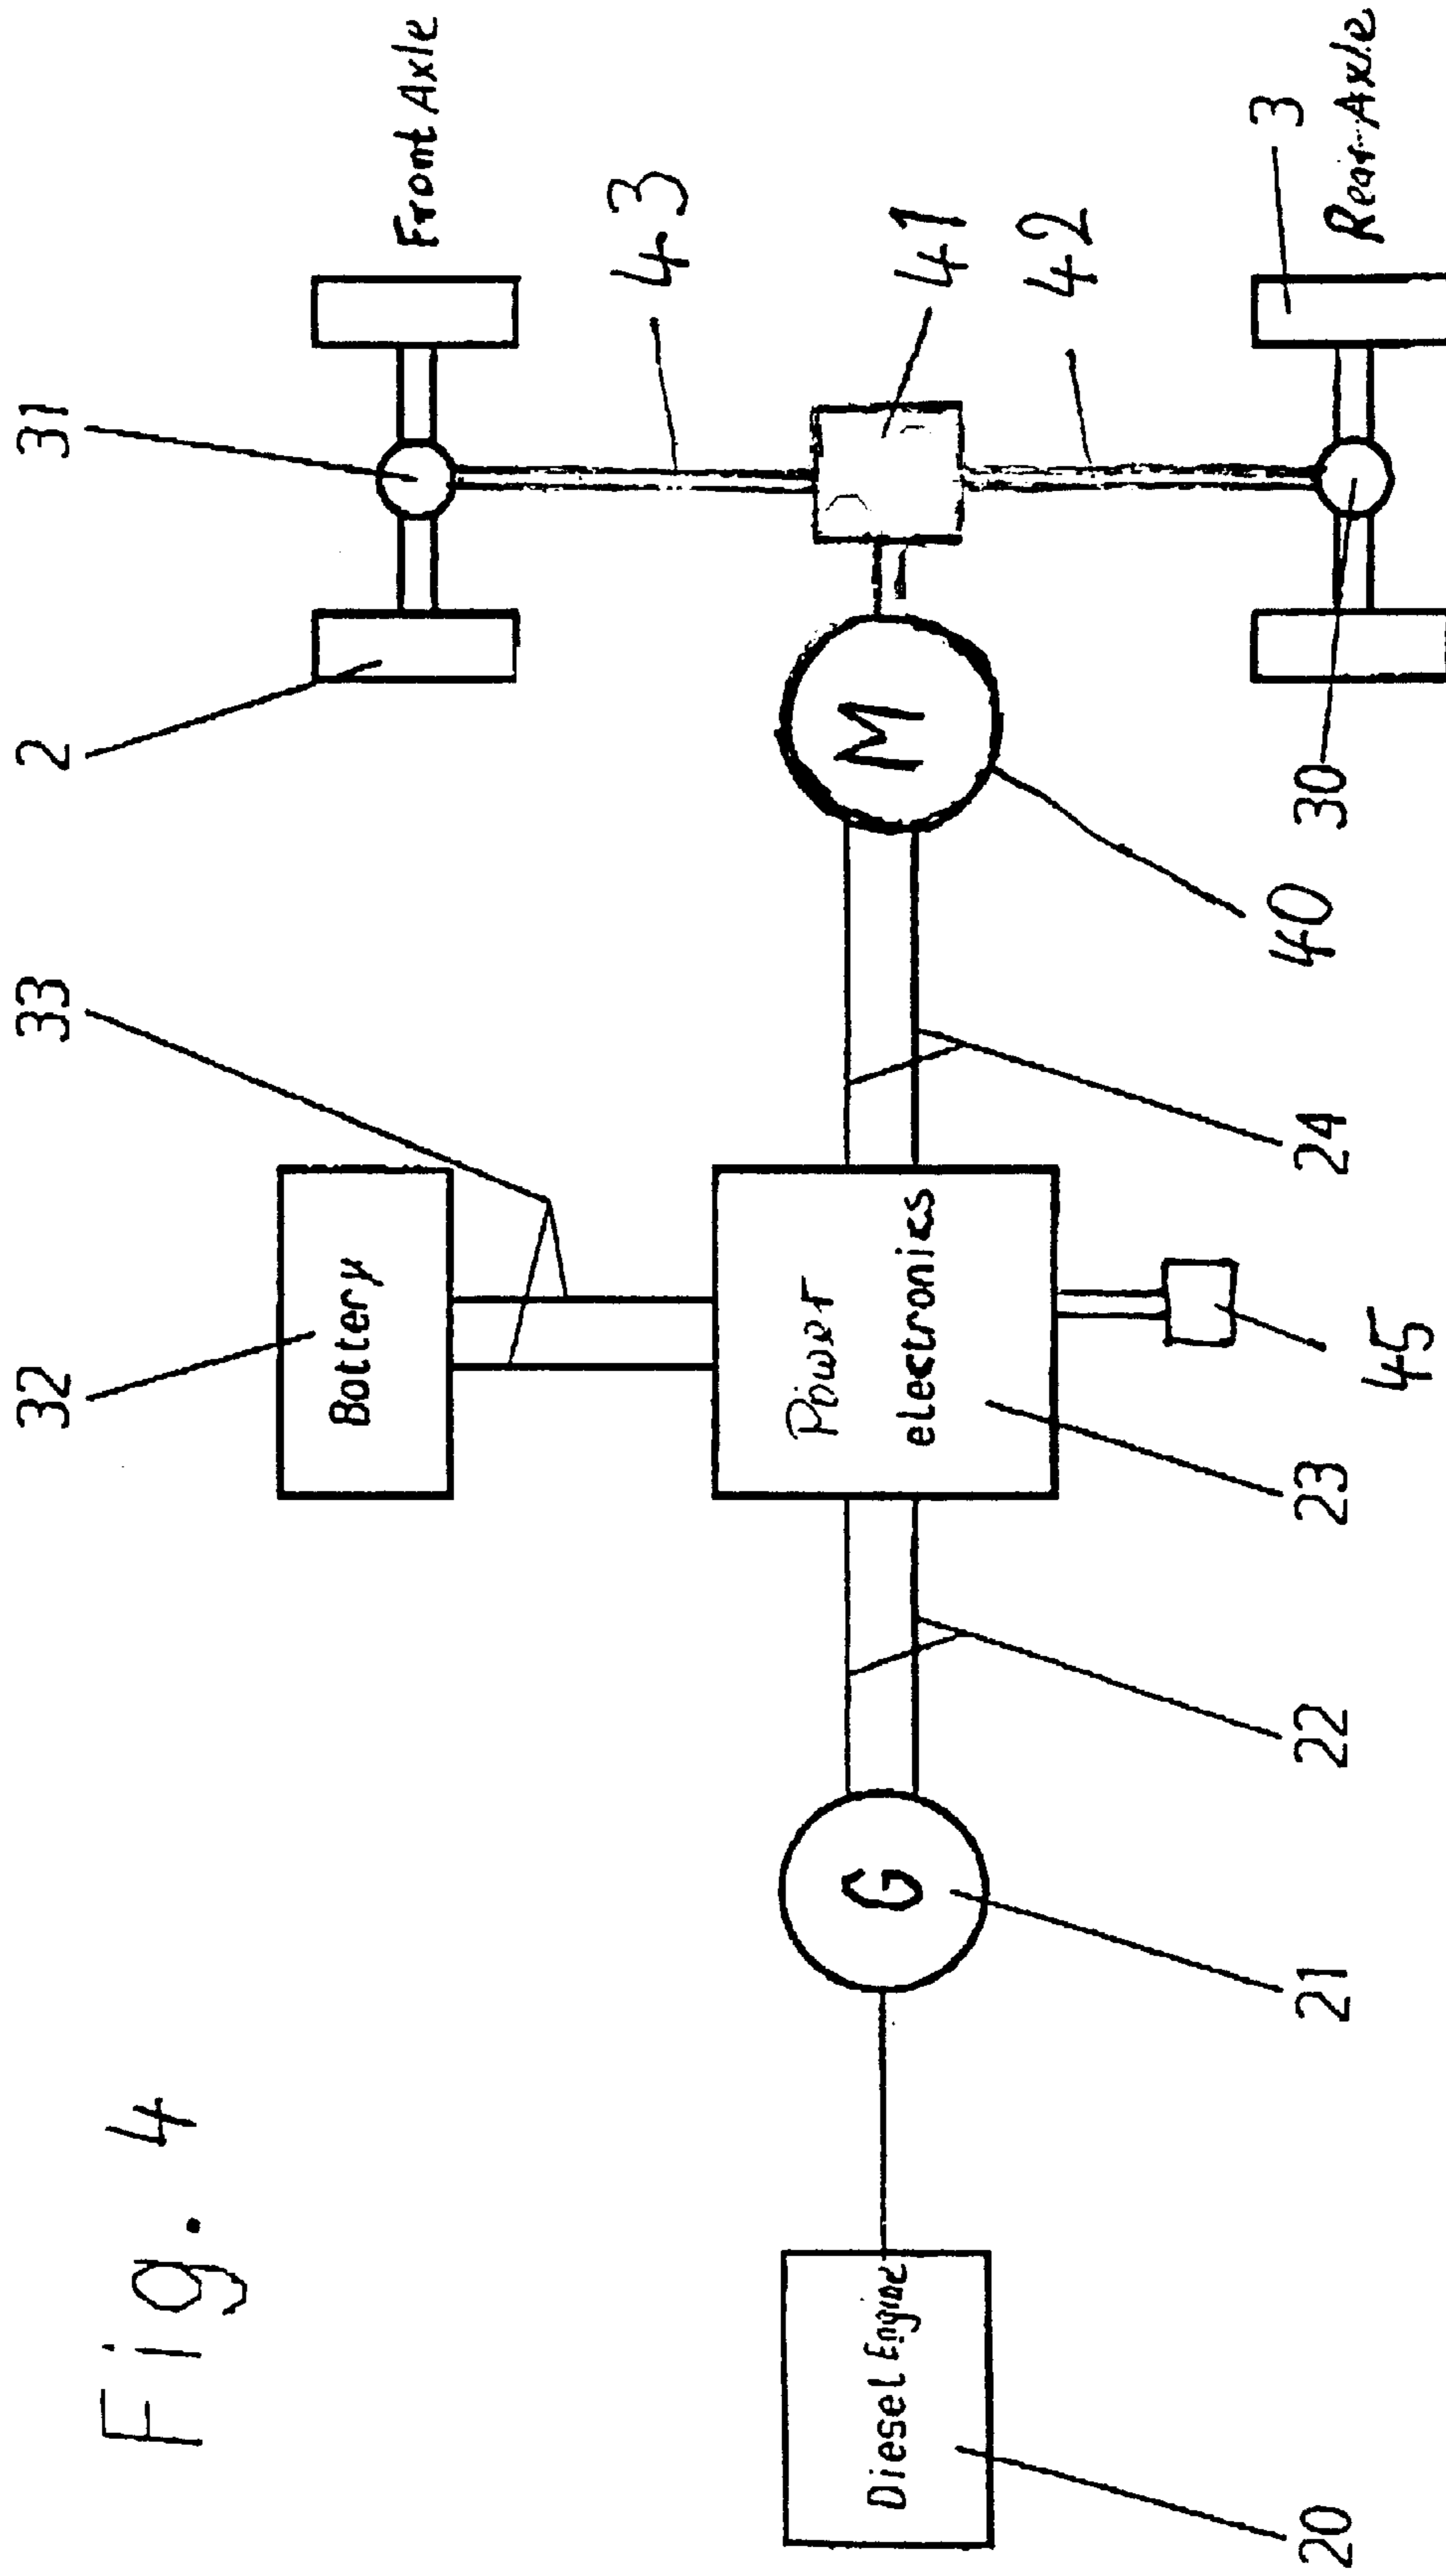 Fig. 4
32
33
2
31
Battery
Front Axle
43
Diesel Engine
G
Power
electronics
M
41
42
20
21
22
23
45
24
40
30
3
Rear-Axle